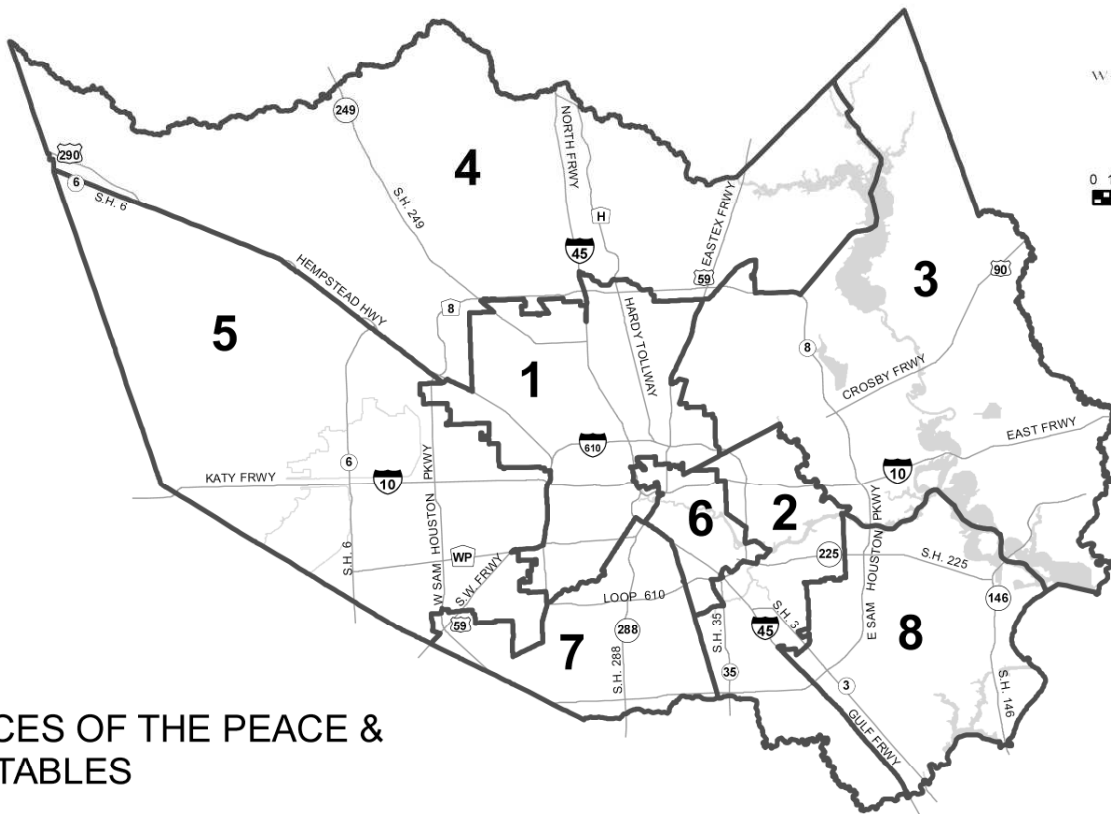 W
0 1
249
4
NORTH FRWY
290
6
S.H. 6
S.H. 249
H
EASTEX FRWY
45
59
3
90
HEMPSTEAD HWY
8
HARDY TOLLWAY
5
1
8
CROSBY FRWY
610
EAST FRWY
6
KATY FRWY
10
10
W SAM HOUSTON PKWY
6
2
E SAM HOUSTON PKWY
S.H. 6
WP
S.W. FRWY
225
S.H. 225
LOOP 610
146
59
7
288
S.H. 288
S.H. 35
45
S.H. 3
8
35
3
S.H. 146
GULF FRWY
CES OF THE PEACE &
TABLES